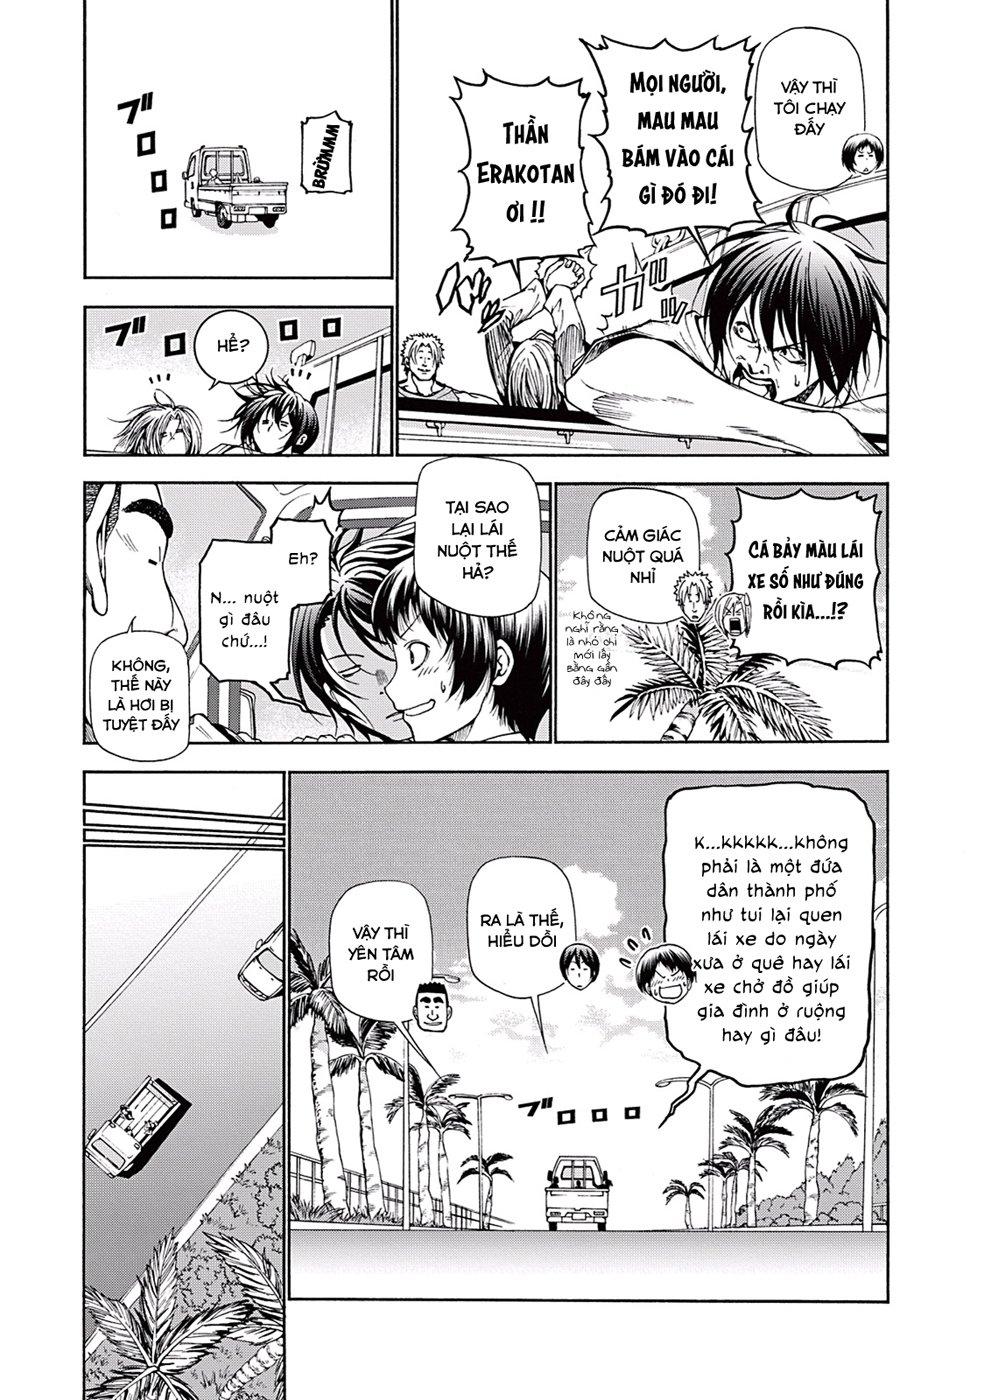 VẬY THÌ
TÔI CHẠY
ĐẤY
MỌI NGƯỜI,
MAU MAU
BÁM VÀO CÁI
GÌ ĐÓ ĐI!
THẦN
ERAKOTAN
ƠI !!
ガガッ
BRỪMMM
ブロロロ
HỂ?
ブロロロ
CÁ BẢY MÀU LÁI
XE SỐ NHƯ ĐÚNG
RỒI KÌA...!?
CẢM GIÁC
NUỘT QUÁ
NHỈ
Không
nghĩ rằng
là nhỏ chỉ
mới lấy
bằng gần
đây đấy
TẠI SAO
LẠI LÁI
NUỘT THẾ
HẢ?
Eh?
N... nuột
gì đâu
chứ...!
KHÔNG,
THẾ NÀY
LÀ HƠI BỊ
TUYỆT ĐẤY
K...kkkkk...không
phải là một đứa
dân thành phố
như tui lại quen
lái xe do ngày
xưa ở quê hay lái
xe chở đồ giúp
gia đình ở ruộng
hay gì đâu!
RA LÀ THẾ,
HIỂU DỒI
VẬY THÌ
YÊN TÂM
RỒI
ブロロロ